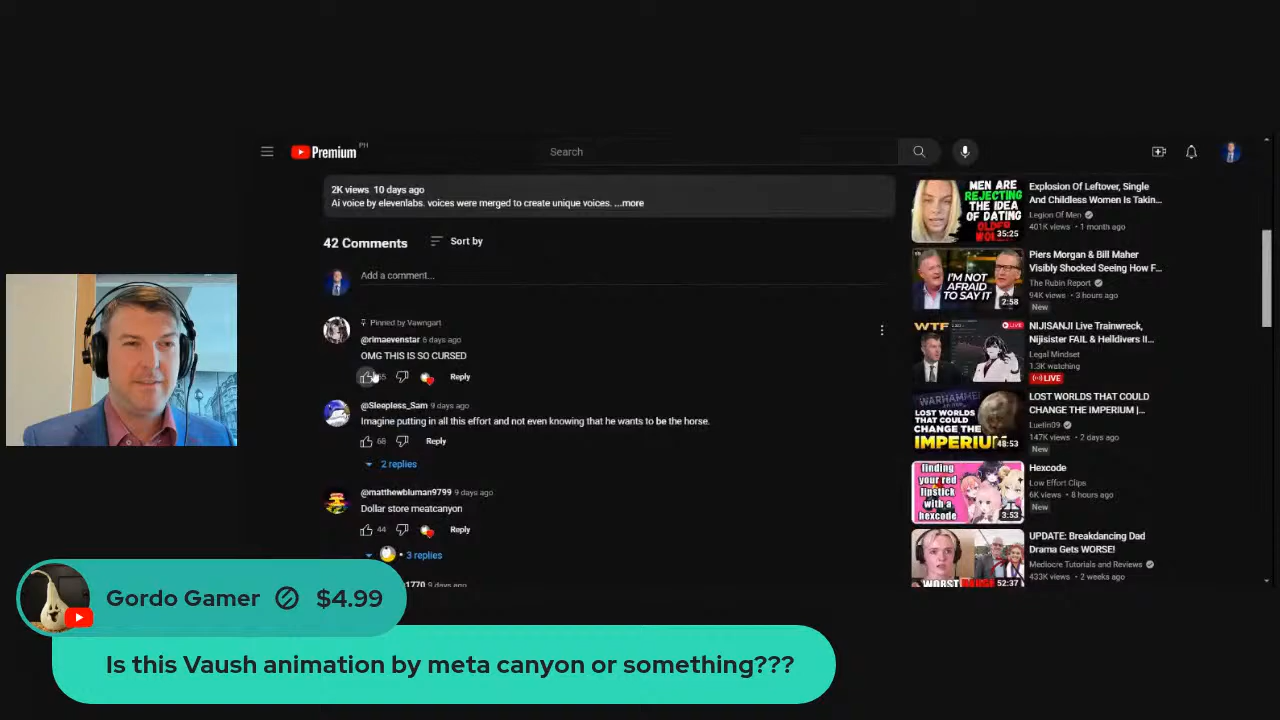 Premium PH
Search
2K views 10 days ago
Ai voice by elevenlabs. voices were merged to create unique voices. ...more
42 Comments
Sort by
Add a comment...
Pinned by Vawngart
@rimaevenstar 6 days ago
OMG THIS IS SO CURSED
Reply
@Sleepless_Sam 9 days ago
Imagine putting in all this effort and not even knowing that he wants to be the horse.
68
Reply
2 replies
@matthewbluman9799 9 days ago
Dollar store meatcanyon
44
Reply
• 3 replies
1770 9 days ago
MEN ARE
REJECTING
THE IDEA
OF DATING
OLDER
35:25
Explosion Of Leftover, Single
And Childless Women Is Takin...
Legion Of Men
401K views • 1 month ago
I'M NOT
AFRAID
TO SAY IT
2:58
Piers Morgan & Bill Maher
Visibly Shocked Seeing How F...
The Rubin Report
94K views • 3 hours ago
New
WTF
LIVE
NIJISANJI Live Trainwreck,
Nijisister FAIL & Helldivers II...
Legal Mindset
1.3K watching
LIVE
WARHAMMER
LOST WORLDS
THAT COULD
CHANGE THE
IMPERIUM
48:53
LOST WORLDS THAT COULD
CHANGE THE IMPERIUM |...
Luetin09
147K views • 2 days ago
New
finding
your red
lipstick
with a
hexcode
3:53
Hexcode
Low Effort Clips
6K views • 8 hours ago
New
52:37
UPDATE: Breakdancing Dad
Drama Gets WORSE!
Mediocre Tutorials and Reviews
433K views • 2 weeks ago
Gordo Gamer $4.99
Is this Vaush animation by meta canyon or something???